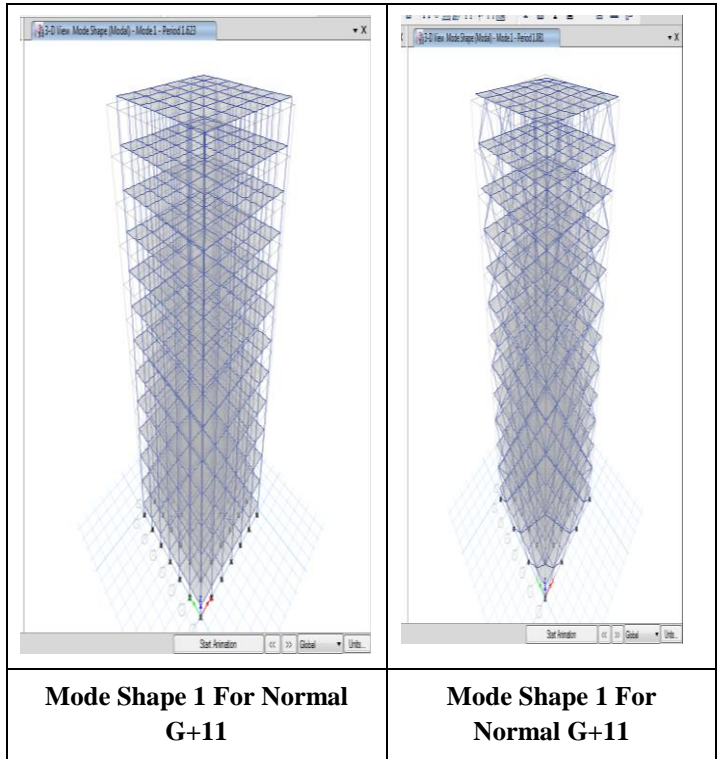 3-D View Mode Shape (Modal) - Mode 1 - Period 1.623
3-D View Mode Shape (Modal) - Mode 1 - Period 1.081
Start Animation << >> Global Units...
Start Animation << >> Global Units...
Mode Shape 1 For Normal
G+11
Mode Shape 1 For
Normal G+11